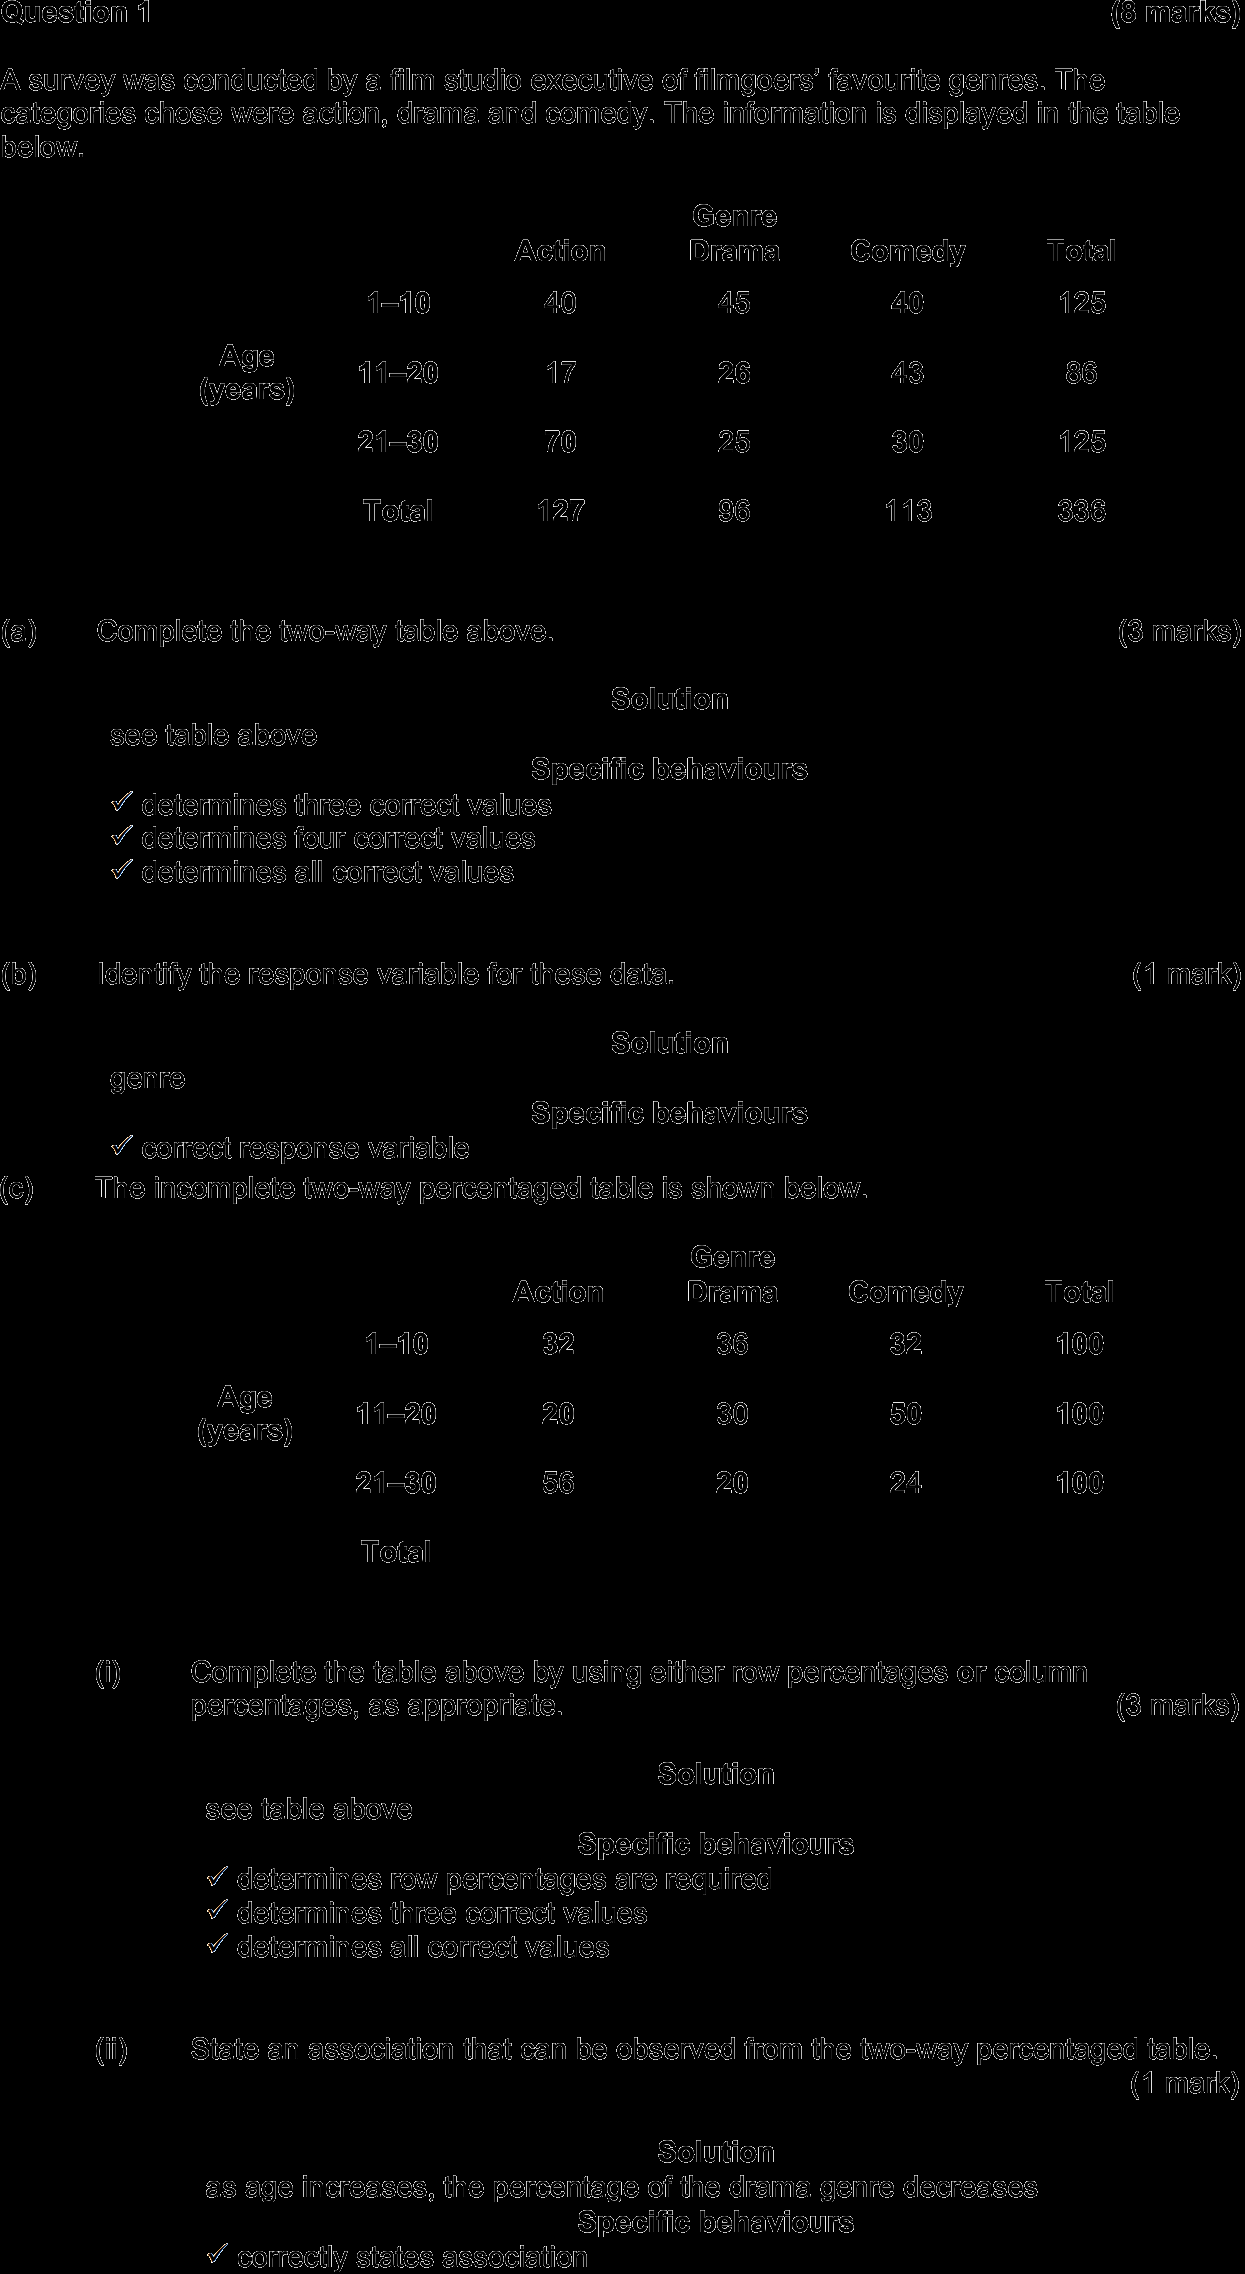 Question 1 (8 marks)
A survey was conducted by a film studio executive of filmgoers' favourite genres. The
categories chose were action, drama and comedy. The information is displayed in the table
below.
Genre
Action Drama Comedy Total
1–10 40 45 40 125
Age
(years)
11–20 17 26 43 86
21–30 70 25 30 125
Total 127 96 113 336
(a) Complete the two-way table above. (3 marks)
Solution
see table above
Specific behaviours
✓ determines three correct values
✓ determines four correct values
✓ determines all correct values
(b) Identify the response variable for these data. (1 mark)
Solution
genre
Specific behaviours
✓ correct response variable
(c) The incomplete two-way percentaged table is shown below.
Genre
Action Drama Comedy Total
1–10 32 36 32 100
Age
(years)
11–20 20 30 50 100
21–30 56 20 24 100
Total
(i) Complete the table above by using either row percentages or column
percentages, as appropriate. (3 marks)
Solution
see table above
Specific behaviours
✓ determines row percentages are required
✓ determines three correct values
✓ determines all correct values
(ii) State an association that can be observed from the two-way percentaged table.
(1 mark)
Solution
as age increases, the percentage of the drama genre decreases
Specific behaviours
✓ correctly states association